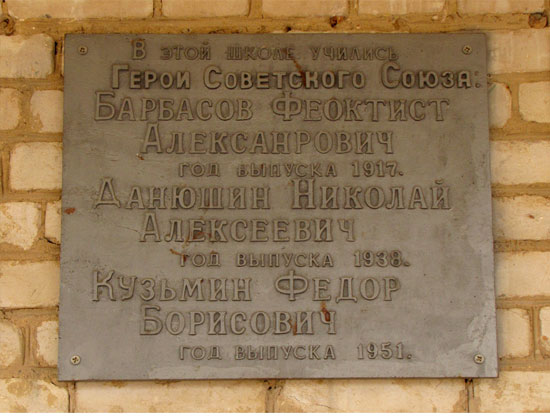 В этой школе учились
Герои Советского Союза:
Барбасов Феоктист
Алексанрович
год выпуска 1917.
Данюшин Николай
Алексеевич
год выпуска 1938.
Кузьмин Федор
Борисович
год выпуска 1951.